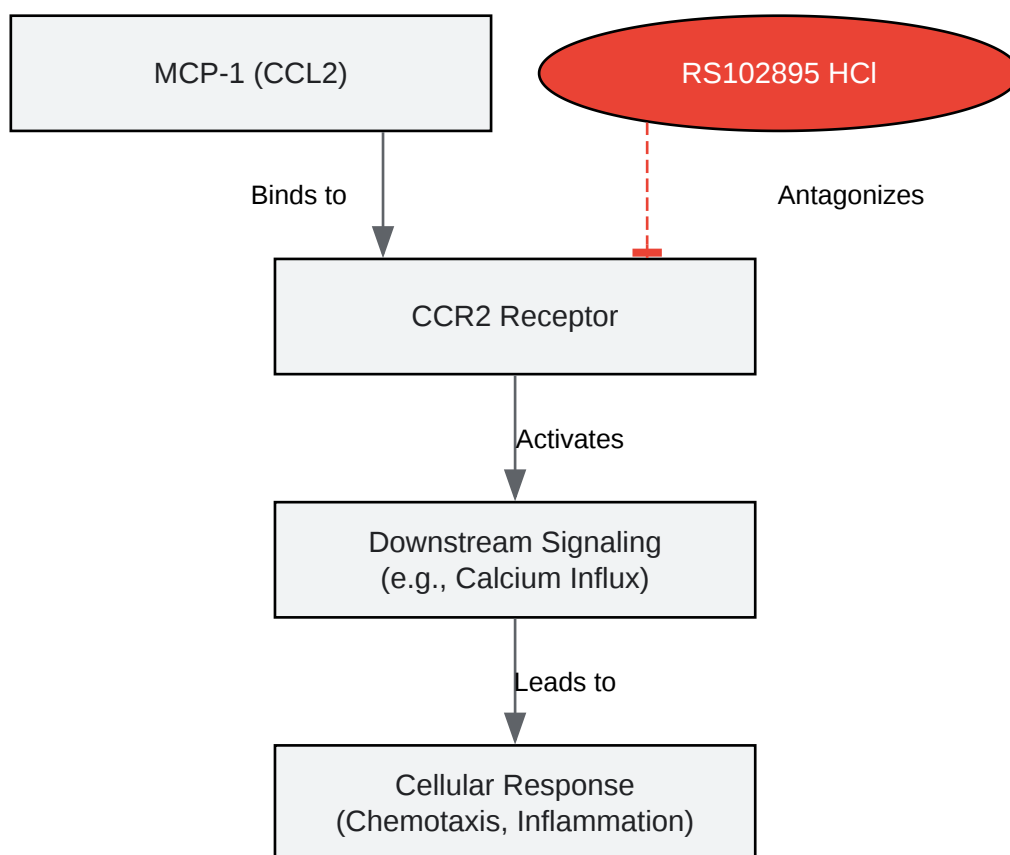 MCP-1 (CCL2)
RS102895 HCl
Binds to
Antagonizes
CCR2 Receptor
Activates
Downstream Signaling
(e.g., Calcium Influx)
Leads to
Cellular Response
(Chemotaxis, Inflammation)